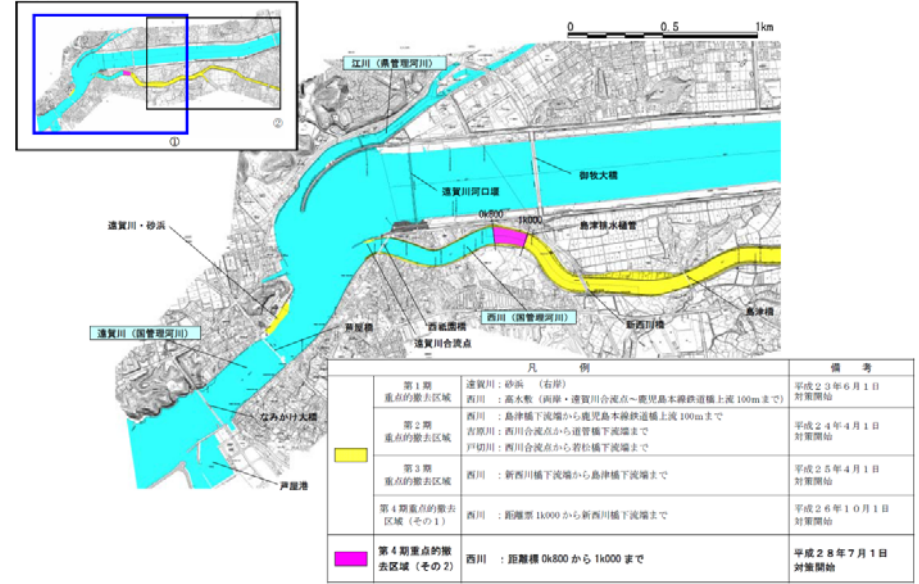 0 0.5 1km
①
②
江川（県管理河川）
御牧大橋
遠賀川河口堰
0k800
1k000
島津排水樋管
遠賀川・砂浜
西川（国管理河川）
新西川橋
島津橋
遠賀川（国管理河川）
芦屋橋
西祇園橋
遠賀川合流点
なみかけ大橋
芦屋港
凡 例 備 考
第１期
重点的撤去区域
遠賀川：砂浜 （右岸）
西川 ：高水敷（両岸・遠賀川合流点～鹿児島本線鉄道橋上流100mまで）
平成２３年６月１日
対策開始
第２期
重点的撤去区域
西川 ：島津橋下流端から鹿児島本線鉄道橋上流100mまで
吉原川：西川合流点から道管橋下流端まで
戸切川：西川合流点から若松橋下流端まで
平成２４年４月１日
対策開始
第３期
重点的撤去区域
西川 ：新西川橋下流端から島津橋下流端まで
平成２５年４月１日
対策開始
第４期重点的撤去
区域（その１）
西川 ：距離票1k000から新西川橋下流端まで
平成２６年１０月１日
対策開始
第４期重点的撤
去区域（その2）
西川 ：距離標 0k800 から 1k000 まで
平成２８年７月１日
対策開始